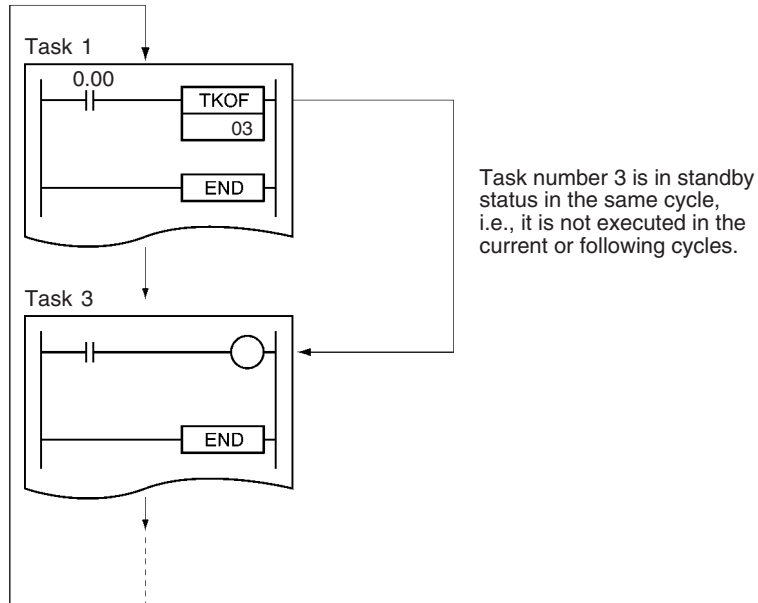 Task 1
0.00
TKOF
03
END
Task number 3 is in standby
status in the same cycle,
i.e., it is not executed in the
current or following cycles.
Task 3
END